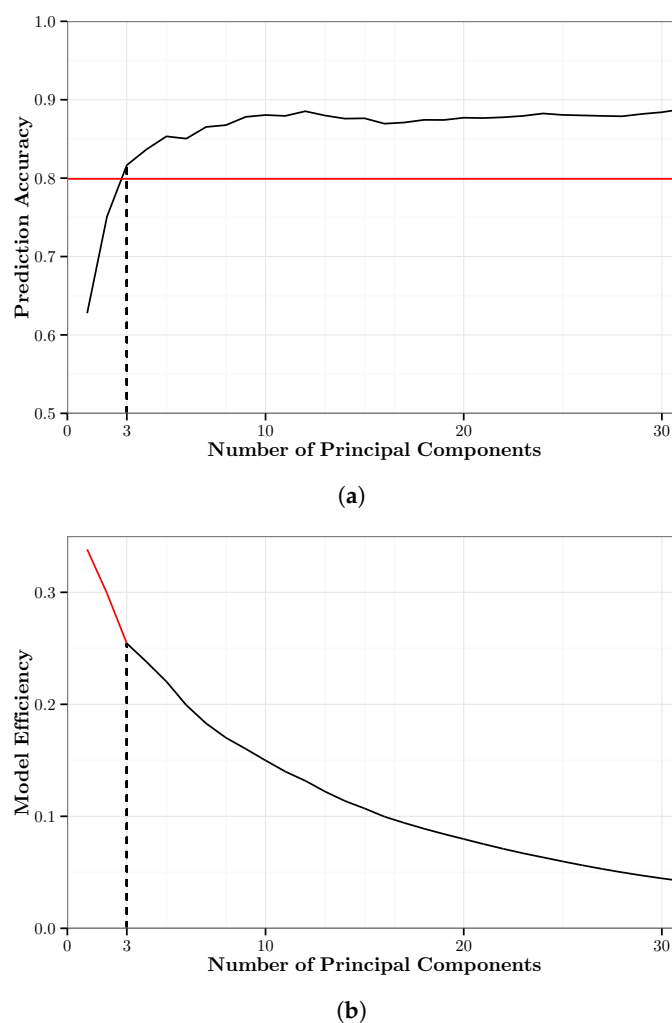 1.0
0.9
0.8
0.7
0.6
0.5
Prediction Accuracy
0 3 10 20 30
Number of Principal Components
(a)
0.3
0.2
0.1
0.0
Model Efficiency
0 3 10 20 30
Number of Principal Components
(b)